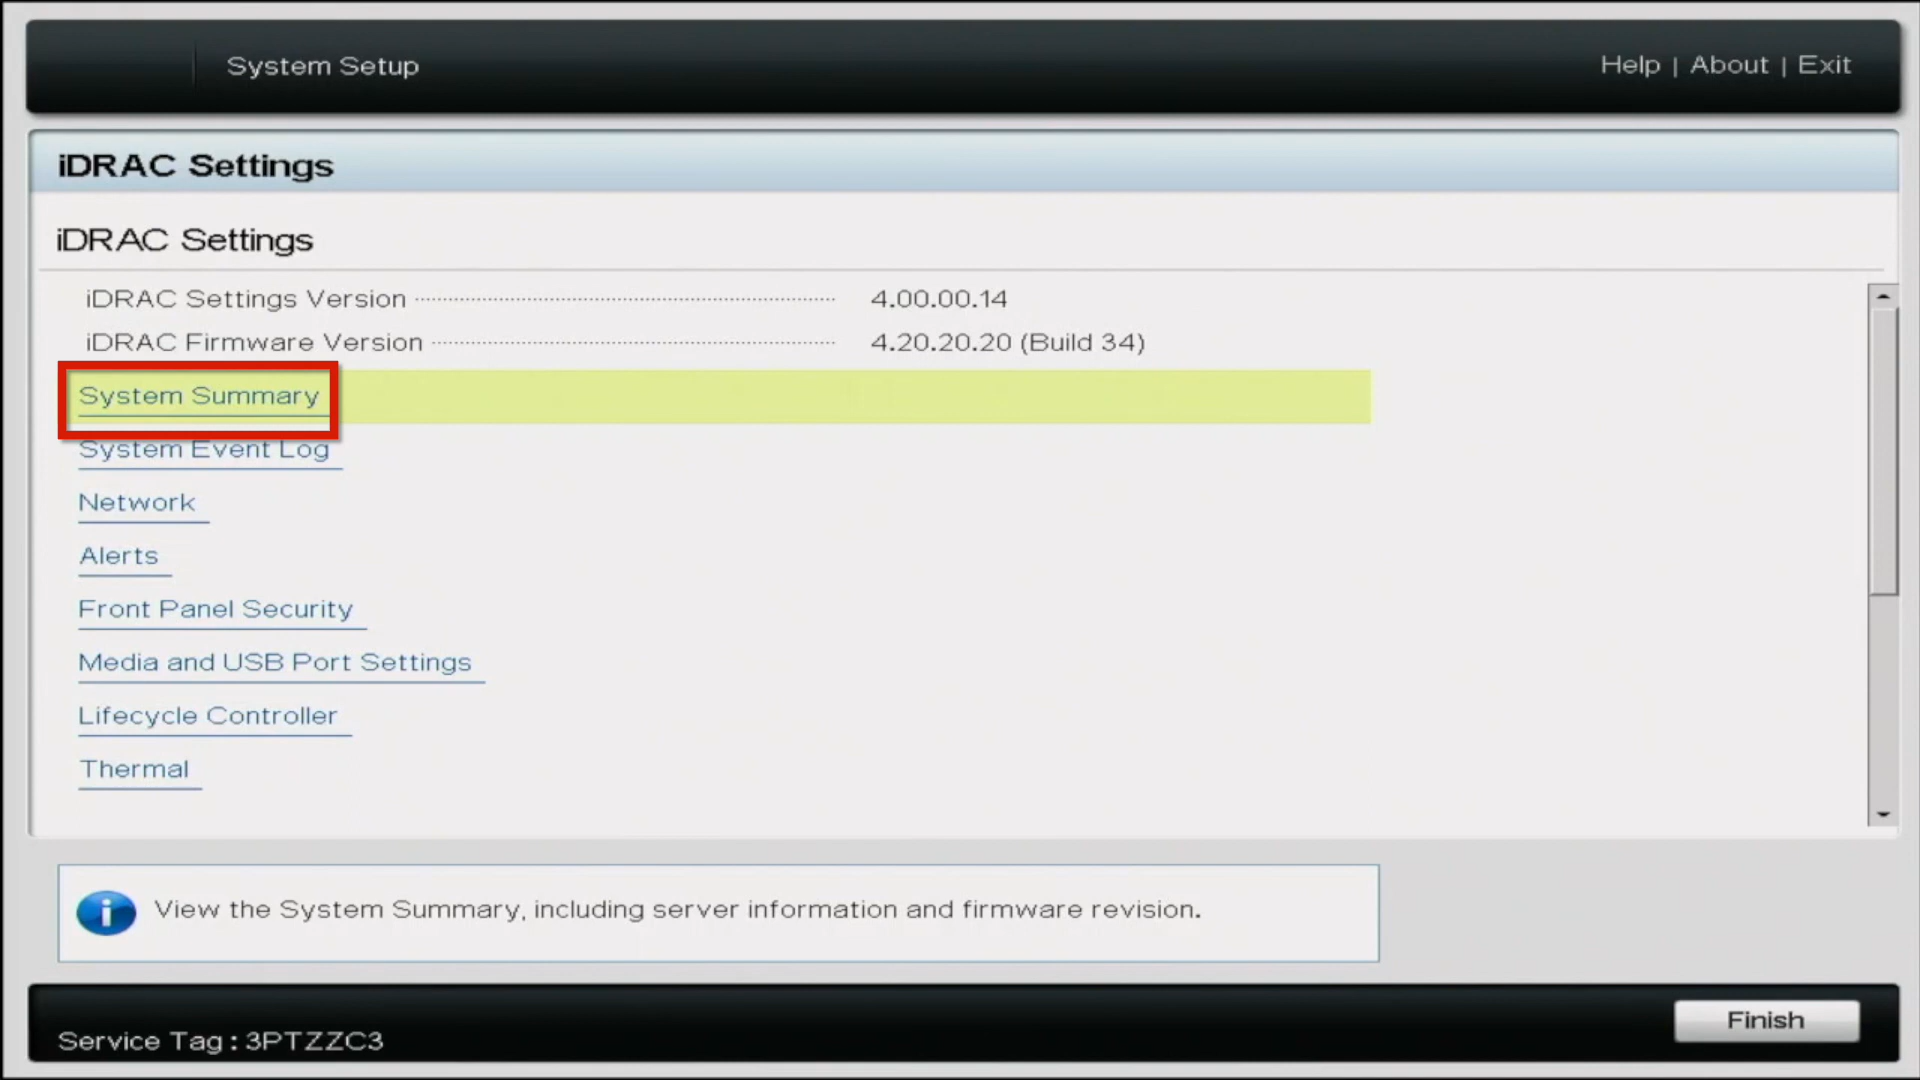 System Setup
Help | About | Exit
iDRAC Settings
iDRAC Settings
iDRAC Settings Version 4.00.00.14
iDRAC Firmware Version 4.20.20.20 (Build 34)
System Summary
System Event Log
Network
Alerts
Front Panel Security
Media and USB Port Settings
Lifecycle Controller
Thermal
View the System Summary, including server information and firmware revision.
Service Tag : 3PTZZC3
Finish